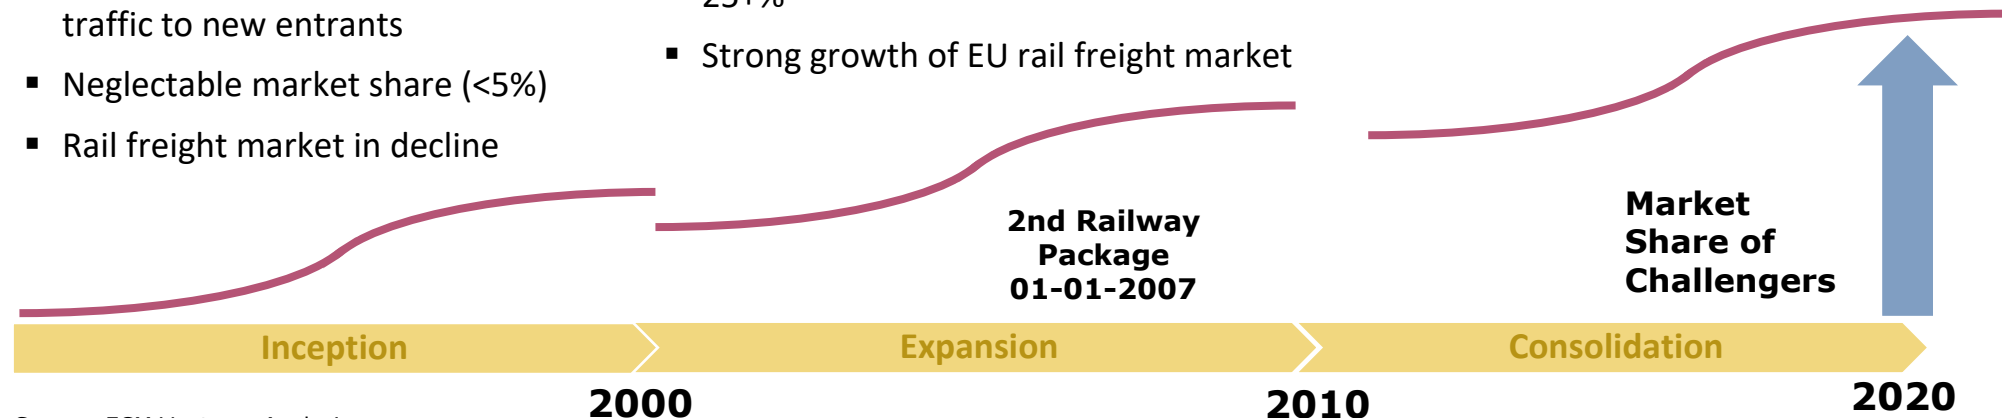 traffic to new entrants
▪ Neglectable market share (<5%)
▪ Rail freight market in decline
25+%
▪ Strong growth of EU rail freight market
2nd Railway
Package
01-01-2007
Market
Share of
Challengers
Inception
Expansion
Consolidation
2000
2010
2020